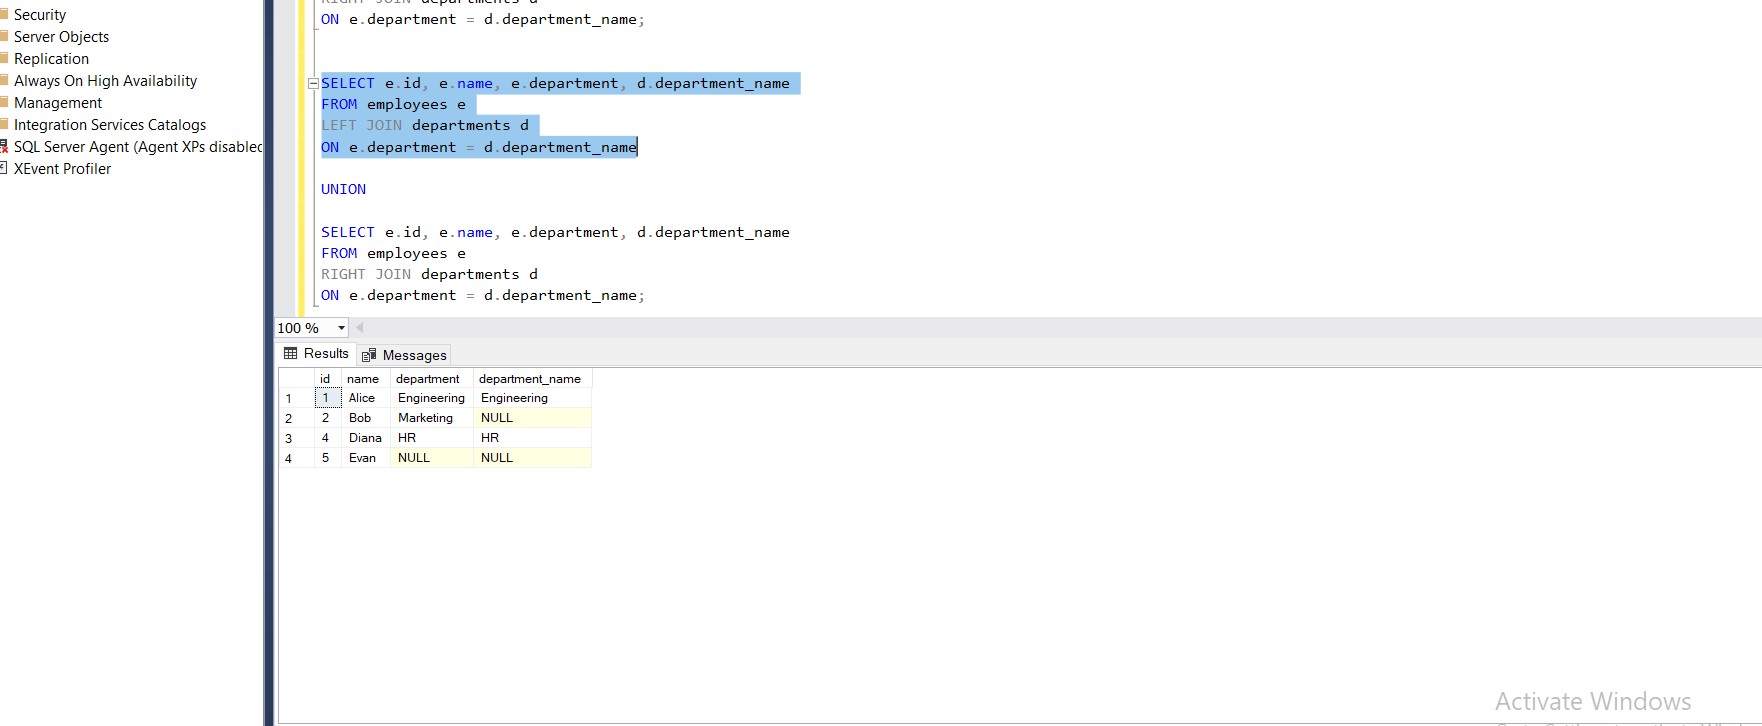 Security
Server Objects
Replication
Always On High Availability
Management
Integration Services Catalogs
SQL Server Agent (Agent XPs disabled
XEvent Profiler
RIGHT JOIN departments d
ON e.department = d.department_name;
SELECT e.id, e.name, e.department, d.department_name
FROM employees e
LEFT JOIN departments d
ON e.department = d.department_name
UNION
SELECT e.id, e.name, e.department, d.department_name
FROM employees e
RIGHT JOIN departments d
ON e.department = d.department_name;
100 %
Results Messages
id name department department_name
1 1 Alice Engineering Engineering
2 2 Bob Marketing NULL
3 4 Diana HR HR
4 5 Evan NULL NULL
Activate Windows